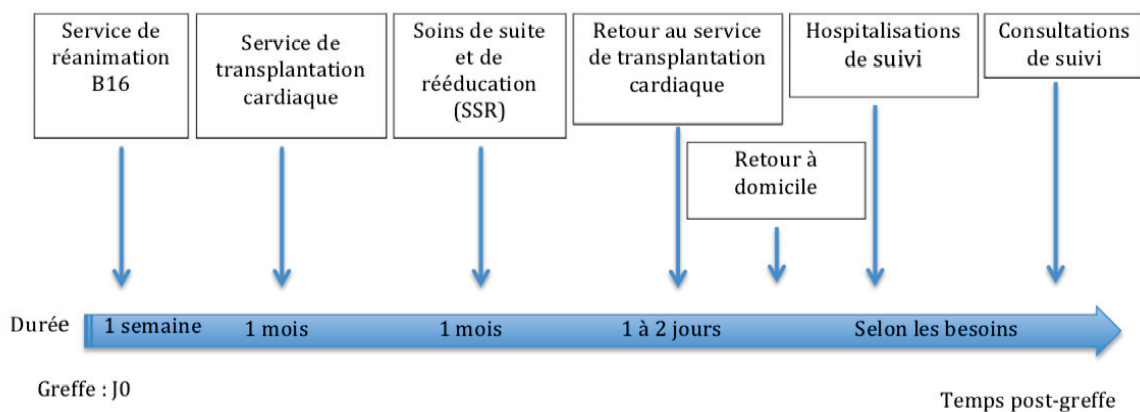 Service de
réanimation
B16
Service de
transplantation
cardiaque
Soins de suite
et de
rééducation
(SSR)
Retour au service
de transplantation
cardiaque
Hospitalisations
de suivi
Consultations
de suivi
Retour à
domicile
Durée
1 semaine
1 mois
1 mois
1 à 2 jours
Selon les besoins
Greffe : J0
Temps post-greffe